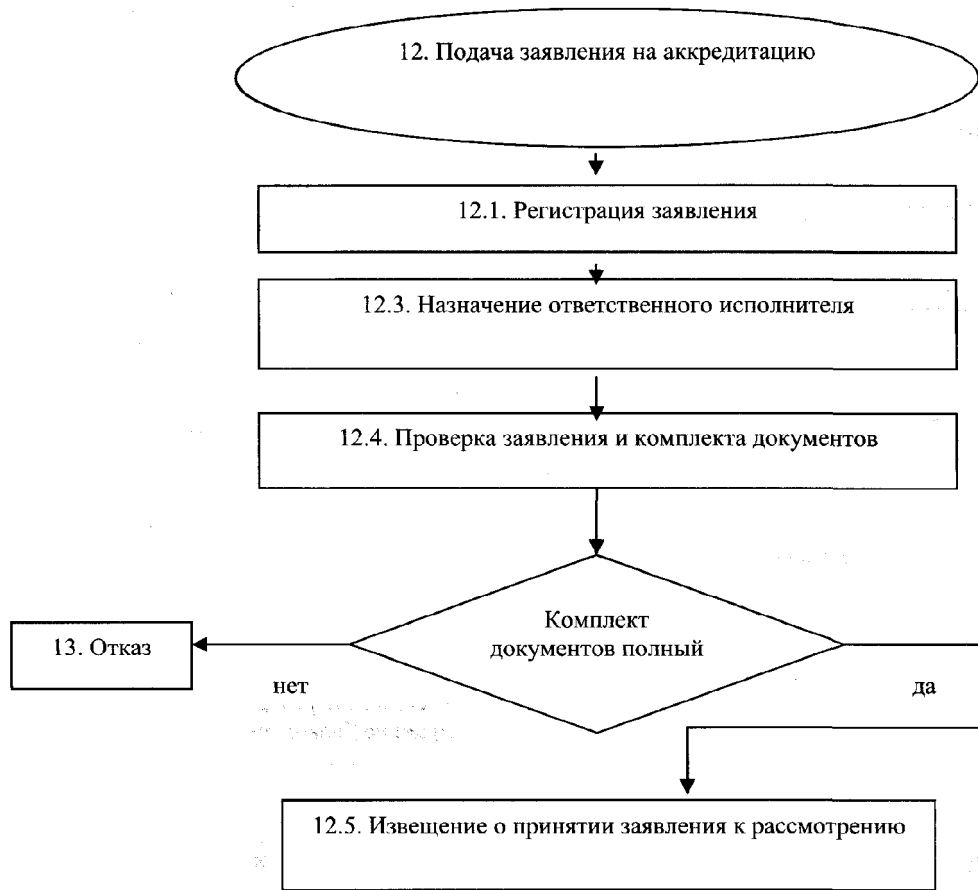 12. Подача заявления на аккредитацию
12.1. Регистрация заявления
12.3. Назначение ответственного исполнителя
12.4. Проверка заявления и комплекта документов
Комплект
документов полный
13. Отказ
нет
да
12.5. Извещение о принятии заявления к рассмотрению